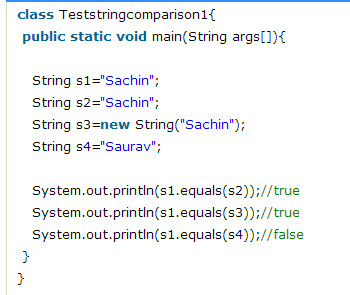 class Teststringcomparison1{
public static void main(String args[]){
String s1="Sachin";
String s2="Sachin";
String s3=new String("Sachin");
String s4="Saurav";
System.out.println(s1.equals(s2));//true
System.out.println(s1.equals(s3));//true
System.out.println(s1.equals(s4));//false
}
}